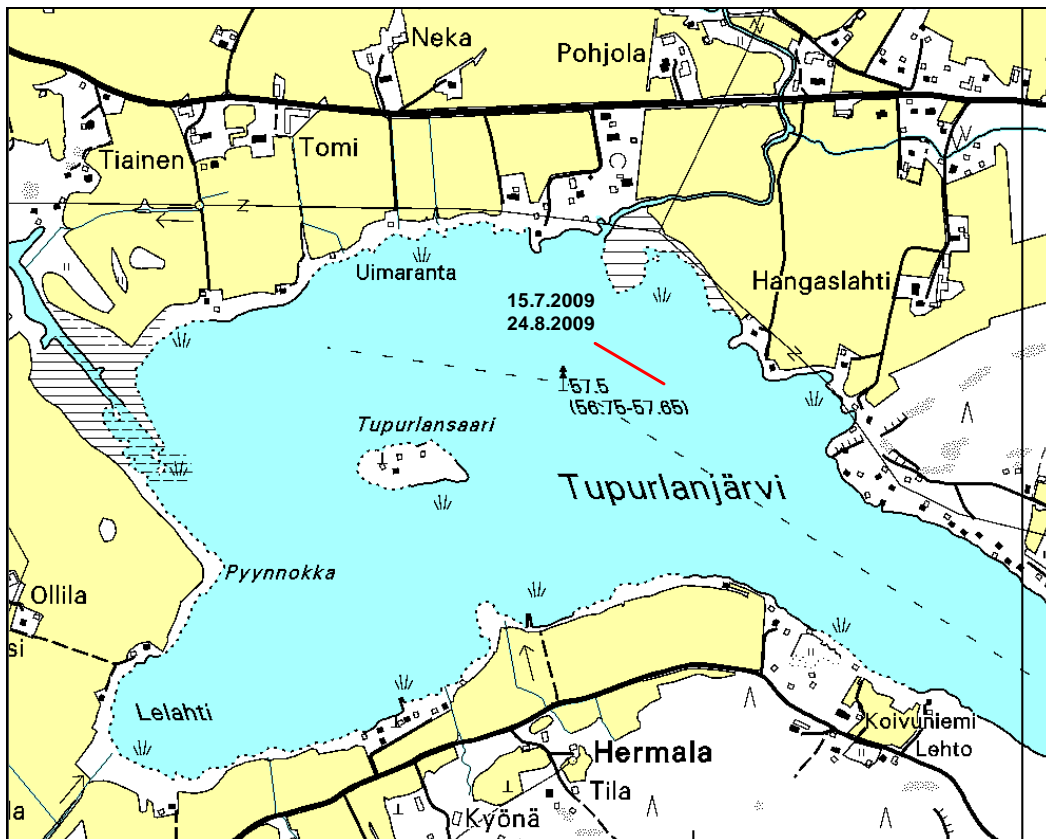 Neka
Pohjola
Tiainen
Tomi
Uimaranta
Hangaslahti
15.7.2009
24.8.2009
57.5
(56.75-57.65)
Tupurlansaari
Tupurlanjärvi
Pyynnokka
Ollila
si
Lelahti
Koivuniemi
Lehto
Hermala
Tila
Kyönä
la